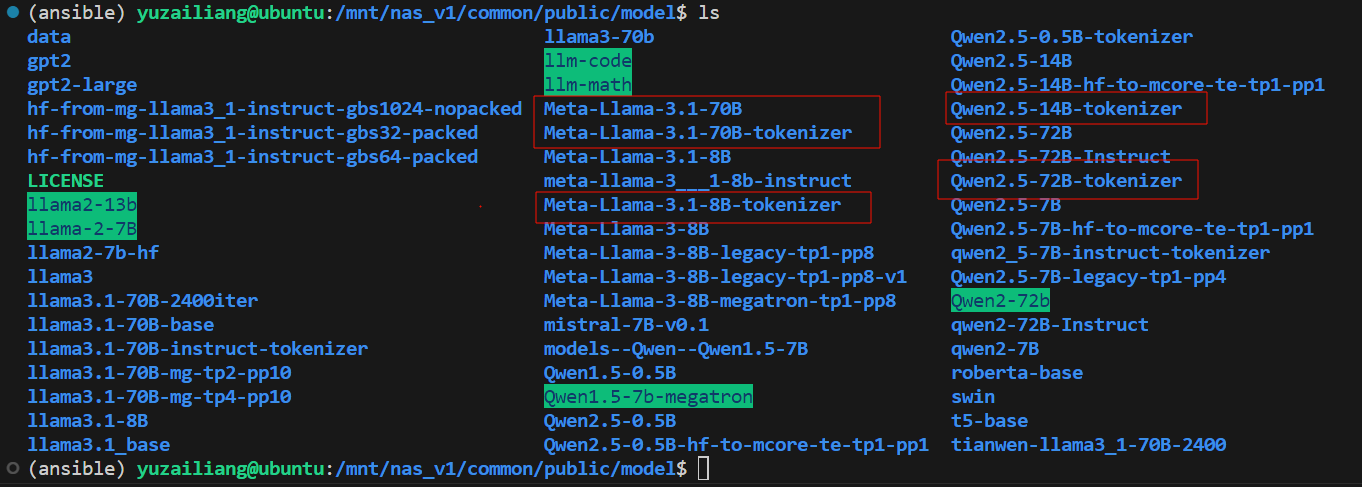 (ansible) yuzailiang@ubuntu:/mnt/nas_v1/common/public/model$ ls
data llama3-70b Qwen2.5-0.5B-tokenizer
gpt2 llm-code Qwen2.5-14B
gpt2-large llm-math Qwen2.5-14B-hf-to-mcore-te-tp1-pp1
hf-from-mg-llama3_1-instruct-gbs1024-nopacked Meta-Llama-3.1-70B Qwen2.5-14B-tokenizer
hf-from-mg-llama3_1-instruct-gbs32-packed Meta-Llama-3.1-70B-tokenizer Qwen2.5-72B
hf-from-mg-llama3_1-instruct-gbs64-packed Meta-Llama-3.1-8B Qwen2.5-72B-Instruct
LICENSE meta-llama-3___1-8b-instruct Qwen2.5-72B-tokenizer
llama2-13b Meta-Llama-3.1-8B-tokenizer Qwen2.5-7B
llama-2-7B Meta-Llama-3-8B Qwen2.5-7B-hf-to-mcore-te-tp1-pp1
llama2-7b-hf Meta-Llama-3-8B-legacy-tp1-pp8 qwen2_5-7B-instruct-tokenizer
llama3 Meta-Llama-3-8B-legacy-tp1-pp8-v1 Qwen2.5-7B-legacy-tp1-pp4
llama3.1-70B-2400iter Meta-Llama-3-8B-megatron-tp1-pp8 Qwen2-72b
llama3.1-70B-base mistral-7B-v0.1 qwen2-72B-Instruct
llama3.1-70B-instruct-tokenizer models--Qwen--Qwen1.5-7B qwen2-7B
llama3.1-70B-mg-tp2-pp10 Qwen1.5-0.5B roberta-base
llama3.1-70B-mg-tp4-pp10 Qwen1.5-7b-megatron swin
llama3.1-8B Qwen2.5-0.5B t5-base
llama3.1_base Qwen2.5-0.5B-hf-to-mcore-te-tp1-pp1 tianwen-llama3_1-70B-2400
(ansible) yuzailiang@ubuntu:/mnt/nas_v1/common/public/model$